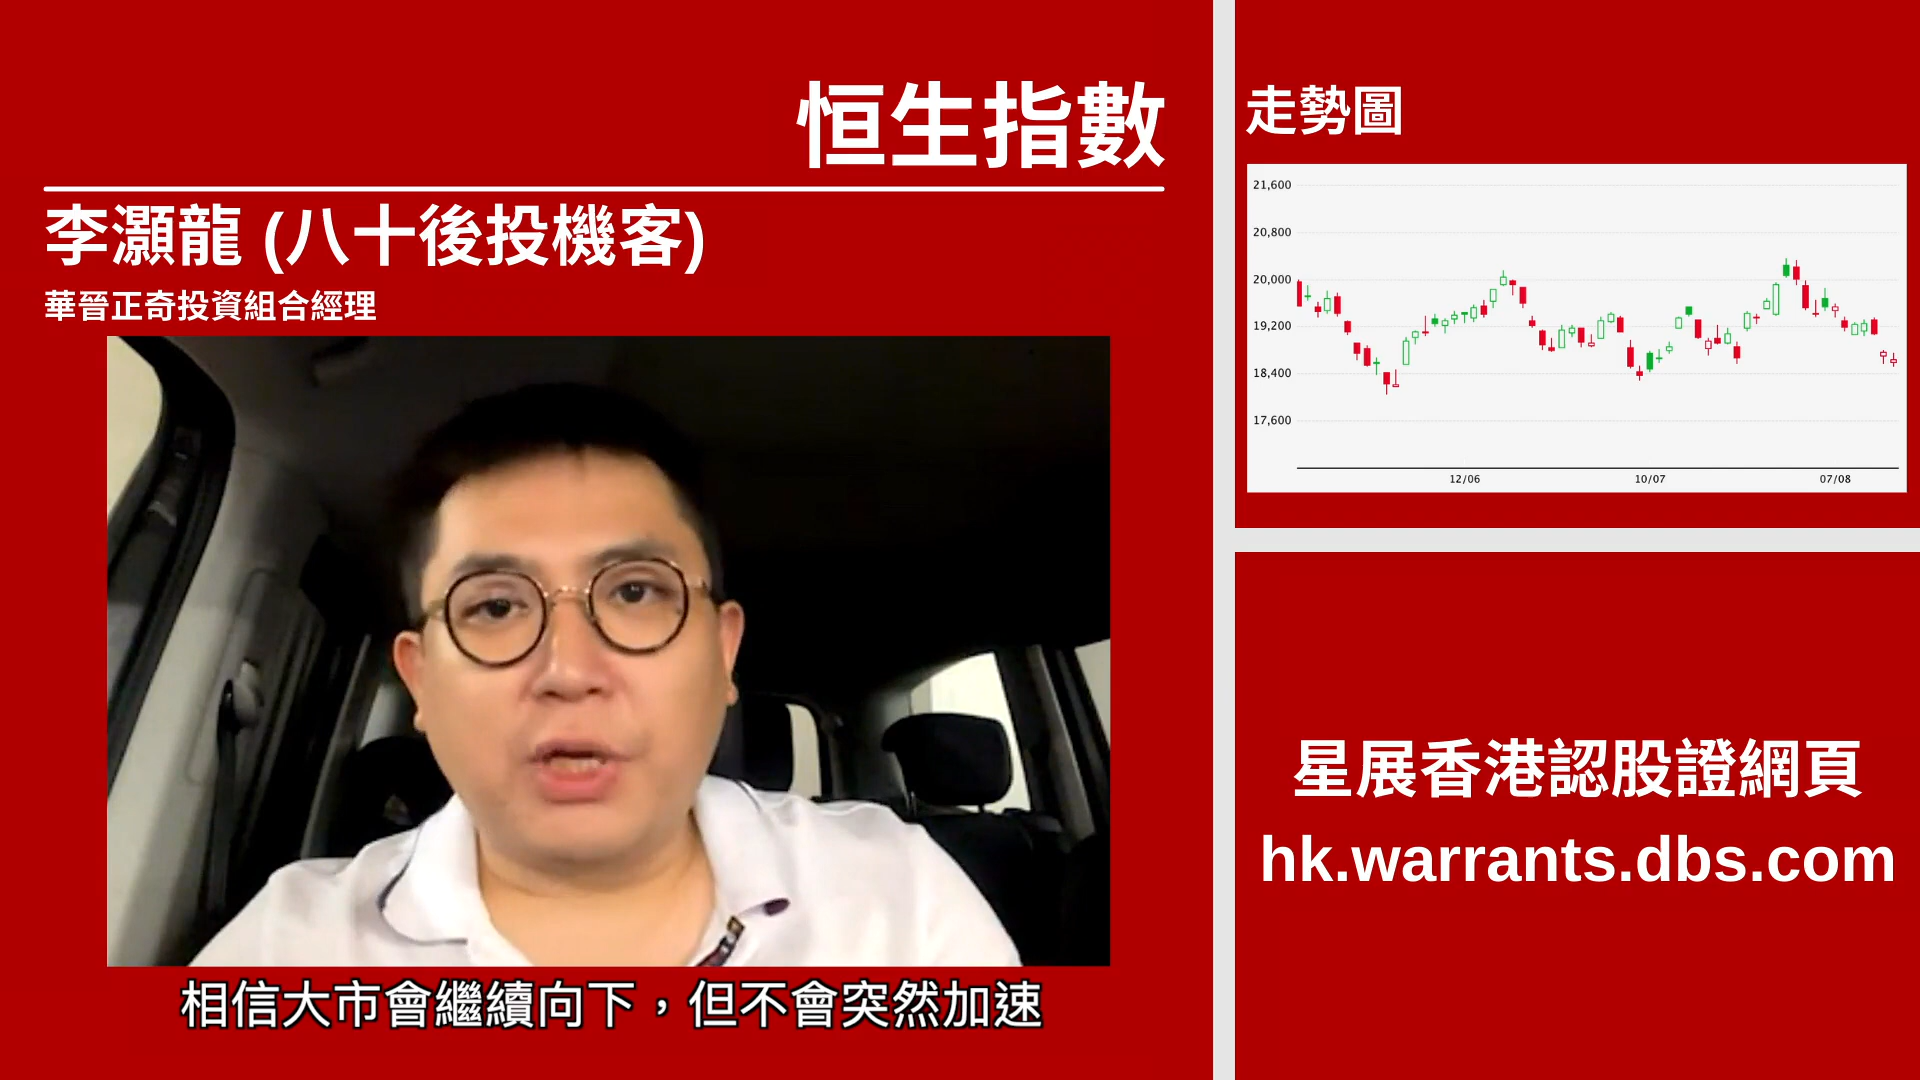 恒生指數
李灝龍 (八十後投機客)
華晉正奇投資組合經理
相信大市會繼續向下，但不會突然加速
走勢圖
21,600
20,800
20,000
19,200
18,400
17,600
12/06 10/07 07/08
星展香港認股證網頁
hk.warrants.dbs.com